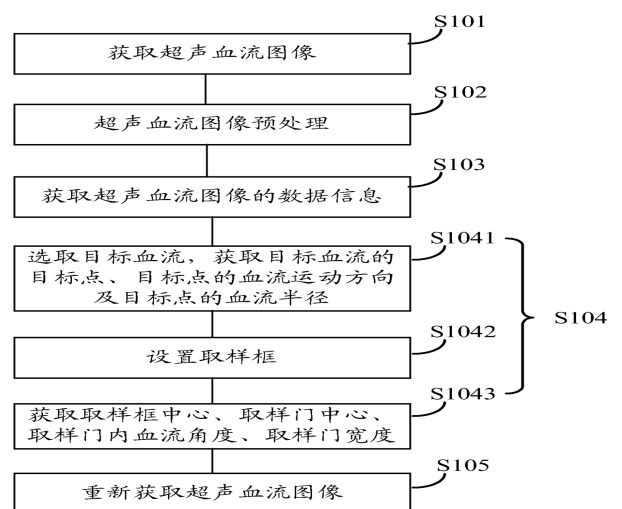 S101
获取超声血流图像
S102
超声血流图像预处理
S103
获取超声血流图像的数据信息
S1041
选取目标血流，获取目标血流的
目标点、目标点的血流运动方向
及目标点的血流半径
S104
S1042
设置取样框
S1043
获取取样框中心、取样门中心、
取样门内血流角度、取样门宽度
S105
重新获取超声血流图像